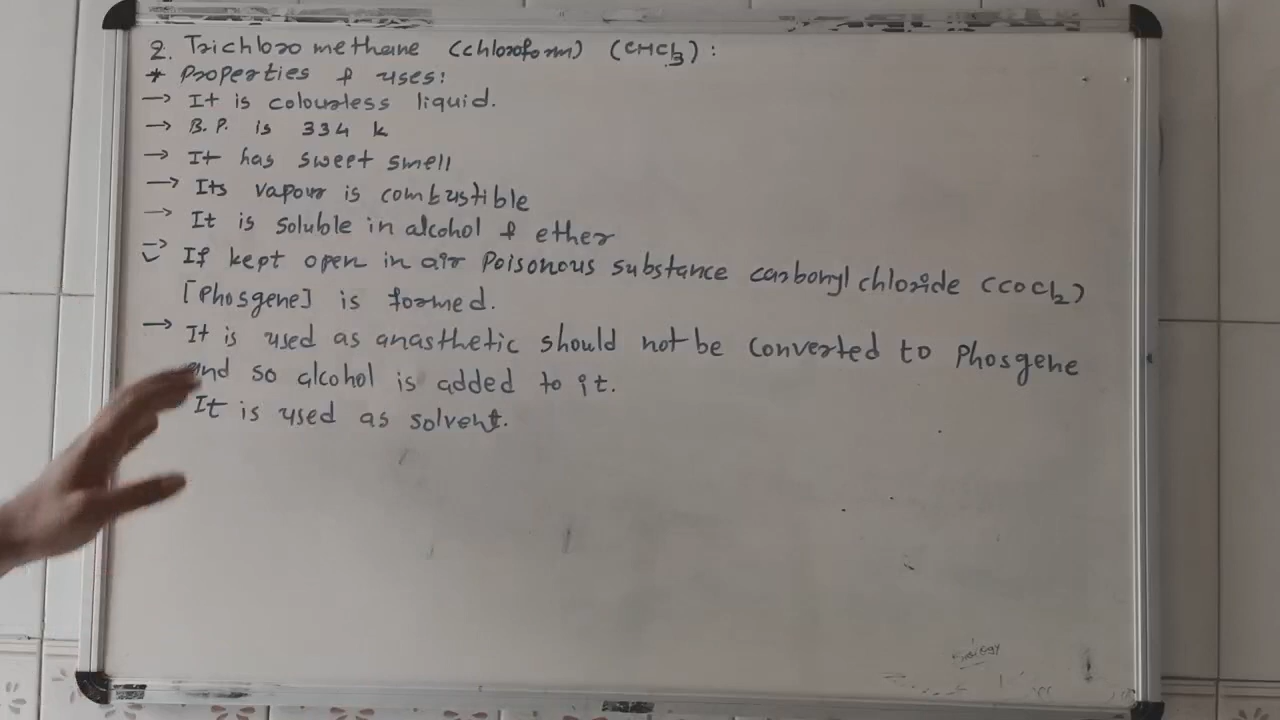 2. Trichloro methane (chloroform) (CHCl3):
* Properties & uses:
→ It is colourless liquid.
→ B.P. is 334 k
→ It has sweet smell
→ Its vapour is combustible
→ It is soluble in alcohol & ether
→ If kept open in air Poisonous substance carbonyl chloride (COCl2)
[Phosgene] is formed.
→ It is used as anasthetic should not be converted to Phosgene
and so alcohol is added to it.
It is used as solvent.
Biology